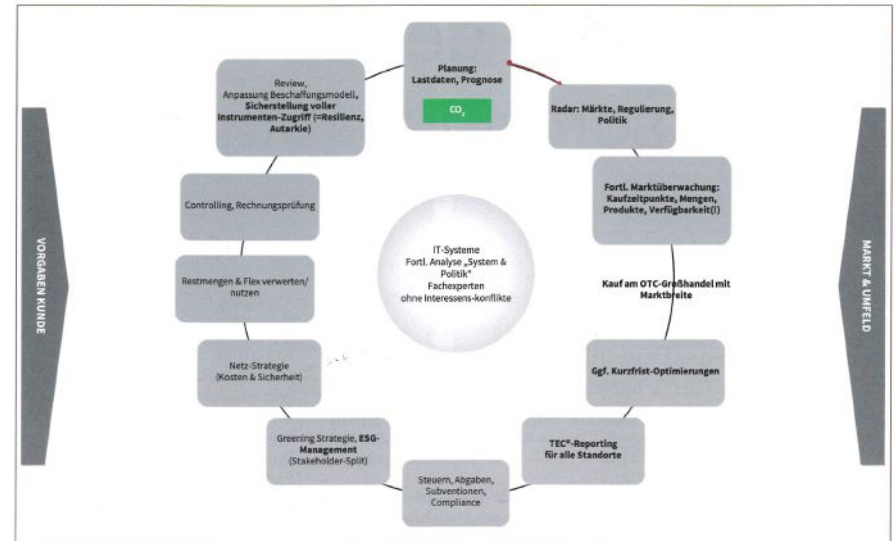 Planung:
Lastdaten, Prognose
CO₂
Radar: Märkte, Regulierung,
Politik
Fortl. Marktüberwachung:
Kaufzeitpunkte, Mengen,
Produkte, Verfügbarkeit(!)
Kauf am OTC-Großhandel mit
Marktbreite
Ggf. Kurzfrist-Optimierungen
TEC®-Reporting
für alle Standorte
Steuern, Abgaben,
Subventionen,
Compliance
Greening Strategie, ESG-
Management
(Stakeholder-Split)
Netz-Strategie
(Kosten & Sicherheit)
Restmengen & Flex verwerten/
nutzen
Controlling, Rechnungsprüfung
Review,
Anpassung Beschaffungsmodell,
Sicherstellung voller
Instrumenten-Zugriff (=Resilienz,
Autarkie)
IT-Systeme
Fortl. Analyse „System &
Politik"
Fachexperten
ohne Interessens-konflikte
VORGABEN KUNDE
MARKT & UMFELD